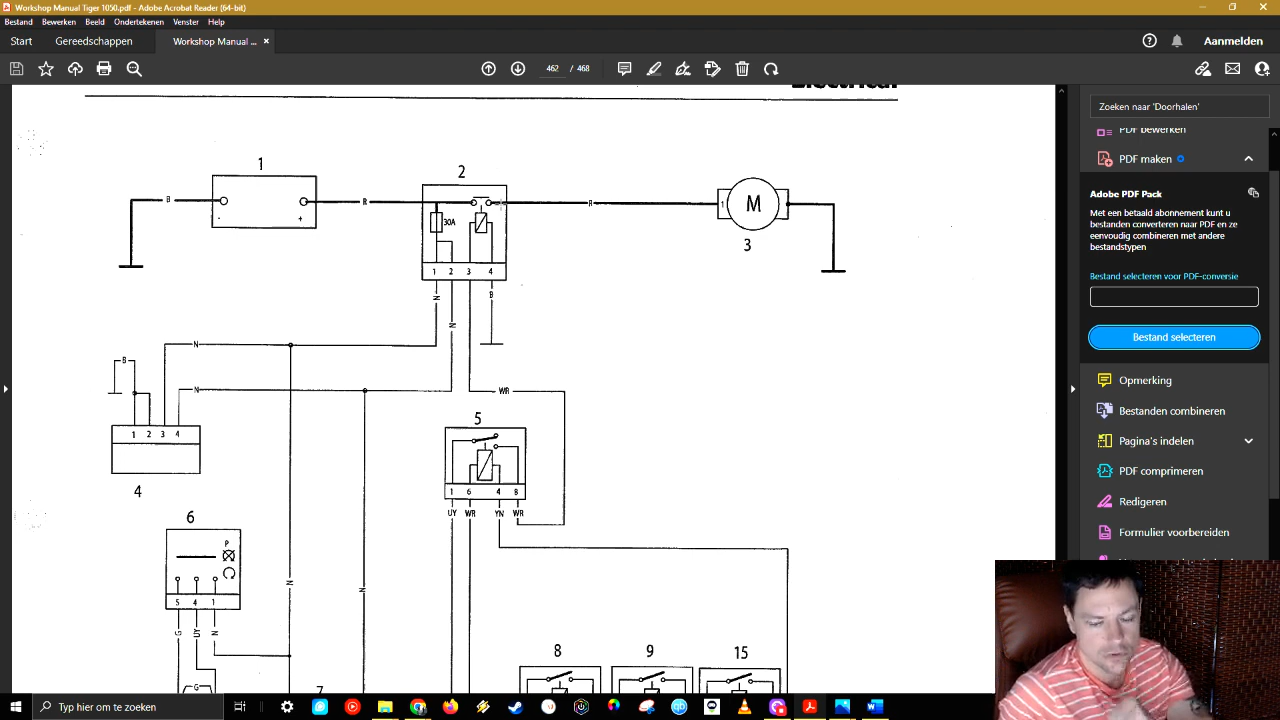 Workshop Manual Tiger 1050.pdf - Adobe Acrobat Reader (64-bit)
Bestand Bewerken Beeld Ondertekenen Venster Help
Start Gereedschappen Workshop Manual ... ×
Aanmelden
462 / 468
Electrical
Zoeken naar 'Doorhalen'
PDF bewerken
PDF maken
Adobe PDF Pack
Met een betaald abonnement kunt u
bestanden converteren naar PDF en ze
eenvoudig combineren met andere
bestandstypen
Bestand selecteren voor PDF-conversie
Bestand selecteren
Opmerking
Bestanden combineren
Pagina's indelen
PDF comprimeren
Redigeren
Formulier voorbereiden
1
2
B
R
R
1
M
- +
30A
3
1 2 3 4
N
B
N
N
B
N
WR
5
1 2 3 4
4
1 6 4 8
UY WR YN WR
6
P
N
N
5 4 1
G
UY
N
8 9 15
G
7
Typ hier om te zoeken